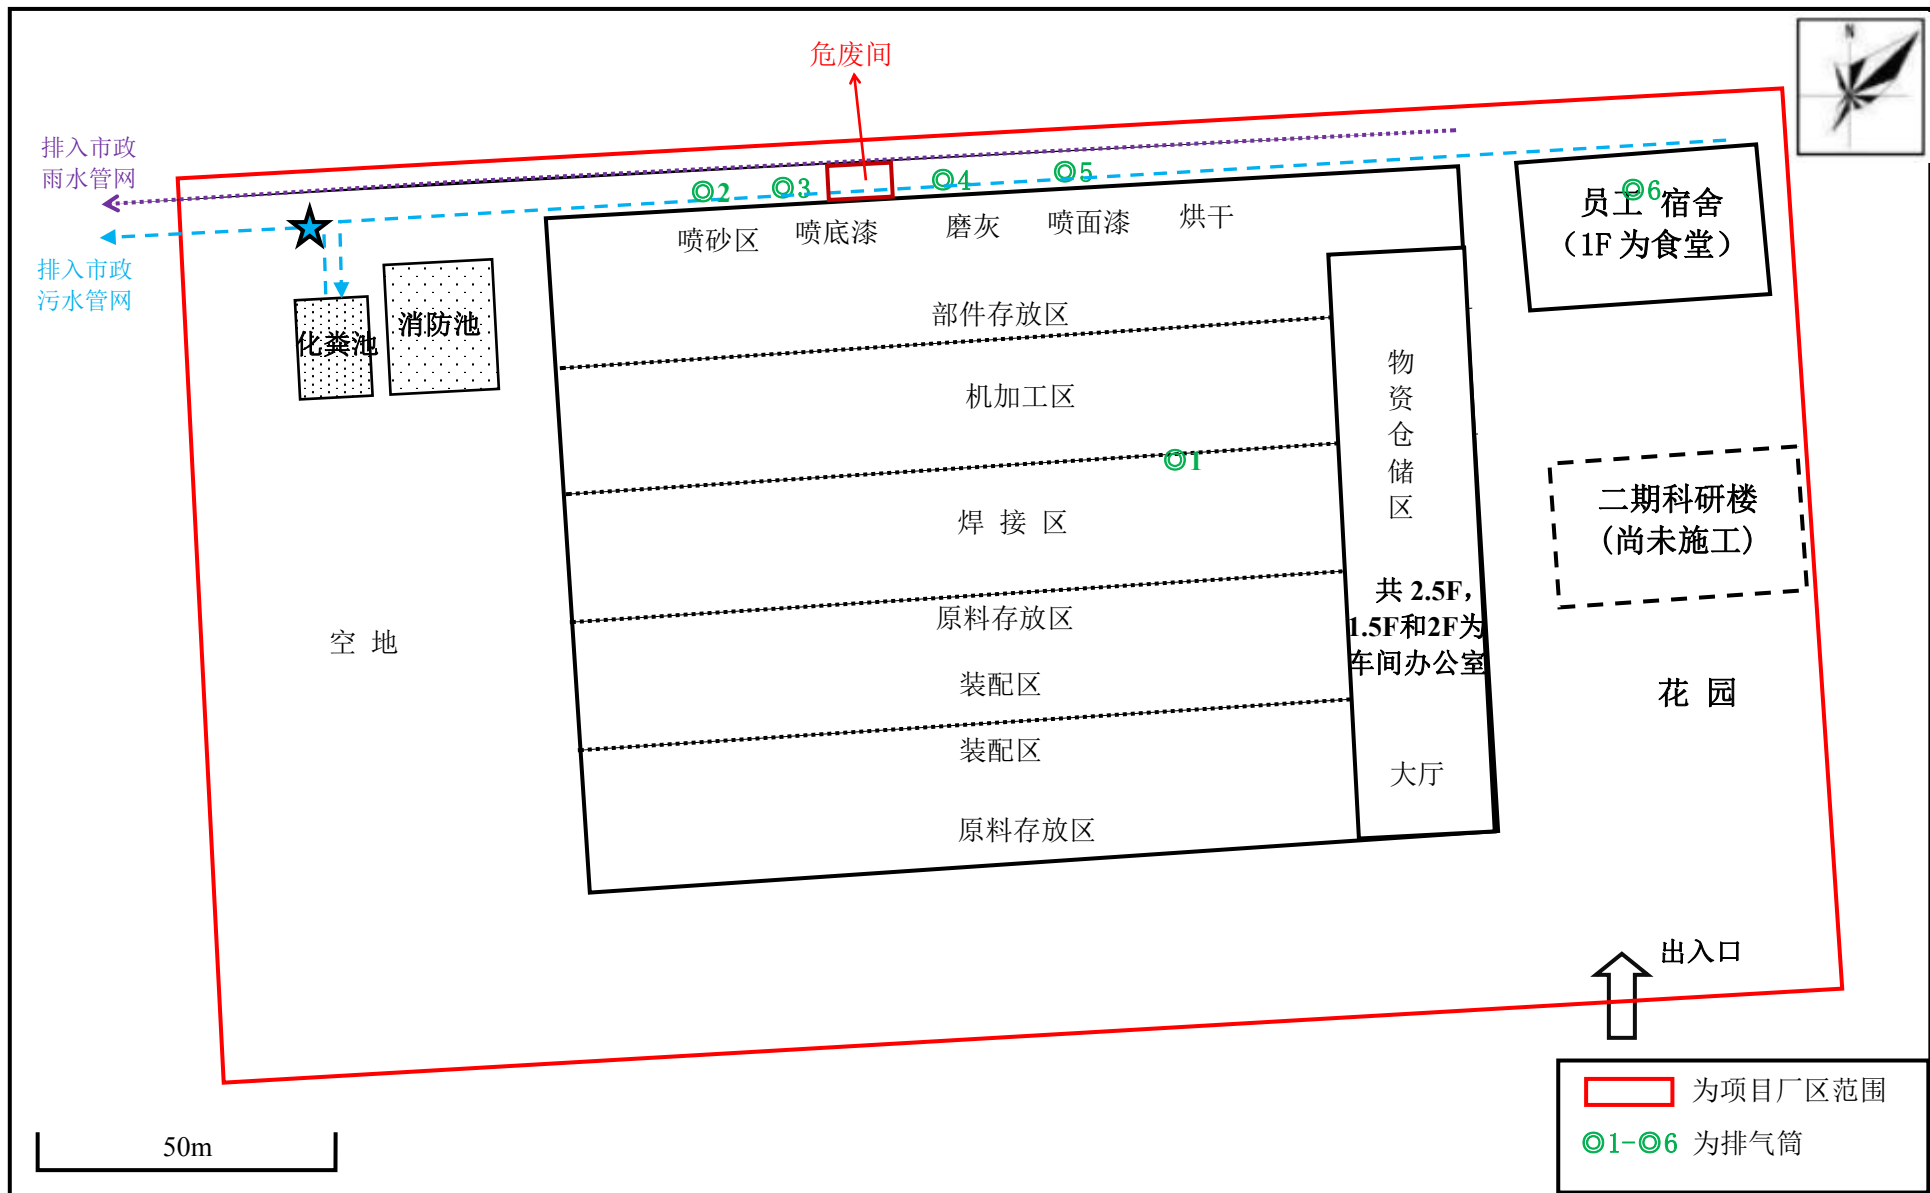 N
危废间
排入市政
雨水管网
排入市政
污水管网
◎2
◎3
◎4
◎5
◎6
喷砂区
喷底漆
磨灰
喷面漆
烘干
员工 宿舍
（1F 为食堂）
化粪池
消防池
部件存放区
机加工区
◎1
焊 接 区
原料存放区
装配区
装配区
原料存放区
物
资
仓
储
区
共 2.5F，
1.5F和2F为
车间办公室
大厅
二期科研楼
(尚未施工)
空 地
花 园
出入口
50m
为项目厂区范围
◎1-◎6 为排气筒